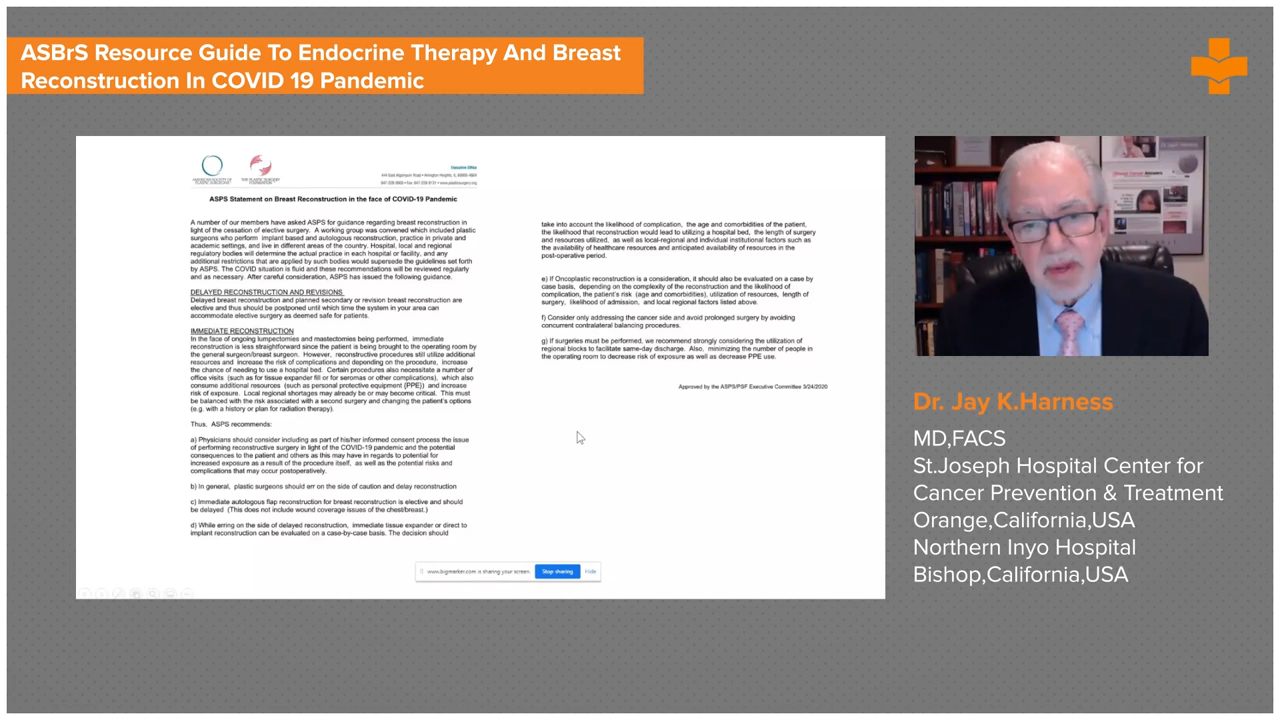 ASBrS Resource Guide To Endocrine Therapy And Breast
Reconstruction In COVID 19 Pandemic
AMERICAN SOCIETY OF
PLASTIC SURGEONS
THE PLASTIC SURGERY
FOUNDATION
Executive Office
ASPS Statement on Breast Reconstruction in the face of COVID-19 Pandemic
A number of our members have asked ASPS for guidance regarding breast reconstruction in
light of the cessation of elective surgery. A working group was convened which included plastic
surgeons who perform implant based and autologous reconstruction, practice in private and
academic settings, and live in different areas of the country. Hospital, local and regional
regulatory bodies will determine the actual practice in each hospital or facility, and any
additional restrictions that are applied by such bodies would supersede the guidelines set forth
by ASPS. The COVID situation is fluid and these recommendations will be reviewed regularly
and as necessary. After careful consideration, ASPS has issued the following guidance.
DELAYED RECONSTRUCTION AND REVISIONS
Delayed breast reconstruction and planned secondary or revision breast reconstruction are
elective and thus should be postponed until which time the system in your area can
accommodate elective surgery as deemed safe for patients.
IMMEDIATE RECONSTRUCTION
In the face of ongoing lumpectomies and mastectomies being performed, immediate
reconstruction is less straightforward since the patient is being brought to the operating room by
the general surgeon/breast surgeon. However, reconstructive procedures still utilize additional
resources and increase the risk of complications and depending on the procedure, increase
the chance of needing to use a hospital bed. Certain procedures also necessitate a number of
office visits (such as for tissue expander fill or for seromas or other complications), which also
consume additional resources (such as personal protective equipment [PPE]) and increase
risk of exposure. Local regional shortages may already be or may become critical. This must
be balanced with the risk associated with a second surgery and changing the patient's options
(e.g. with a history or plan for radiation therapy).
Thus, ASPS recommends:
a) Physicians should consider including as part of his/her informed consent process the issue
of performing reconstructive surgery in light of the COVID-19 pandemic and the potential
consequences to the patient and others as this may have in regards to potential for
increased exposure as a result of the procedure itself, as well as the potential risks and
complications that may occur postoperatively.
b) In general, plastic surgeons should err on the side of caution and delay reconstruction
c) Immediate autologous flap reconstruction for breast reconstruction is elective and should
be delayed (This does not include wound coverage issues of the chest/breast.)
d) While erring on the side of delayed reconstruction, immediate tissue expander or direct to
implant reconstruction can be evaluated on a case-by-case basis. The decision should
take into account the likelihood of complication, the age and comorbidities of the patient,
the likelihood that reconstruction would lead to utilizing a hospital bed, the length of surgery
and resources utilized, as well as local-regional and individual institutional factors such as
the availability of healthcare resources and anticipated availability of resources in the
post-operative period.
e) If Oncoplastic reconstruction is a consideration, it should also be evaluated on a case by
case basis, depending on the complexity of the reconstruction and the likelihood of
complication, the patient's risk (age and comorbidities), utilization of resources, length of
surgery, likelihood of admission, and local regional factors listed above.
f) Consider only addressing the cancer side and avoid prolonged surgery by avoiding
concurrent contralateral balancing procedures.
g) If surgeries must be performed, we recommend strongly considering the utilization of
regional blocks to facilitate same-day discharge. Also, minimizing the number of people in
the operating room to decrease risk of exposure as well as decrease PPE use.
Approved by the ASPS/PSF Executive Committee 3/24/2020
www.bigmarker.com is sharing your screen.
Stop sharing
Hide
Dr. Jay K.Harness
MD,FACS
St.Joseph Hospital Center for
Cancer Prevention & Treatment
Orange,California,USA
Northern Inyo Hospital
Bishop,California,USA